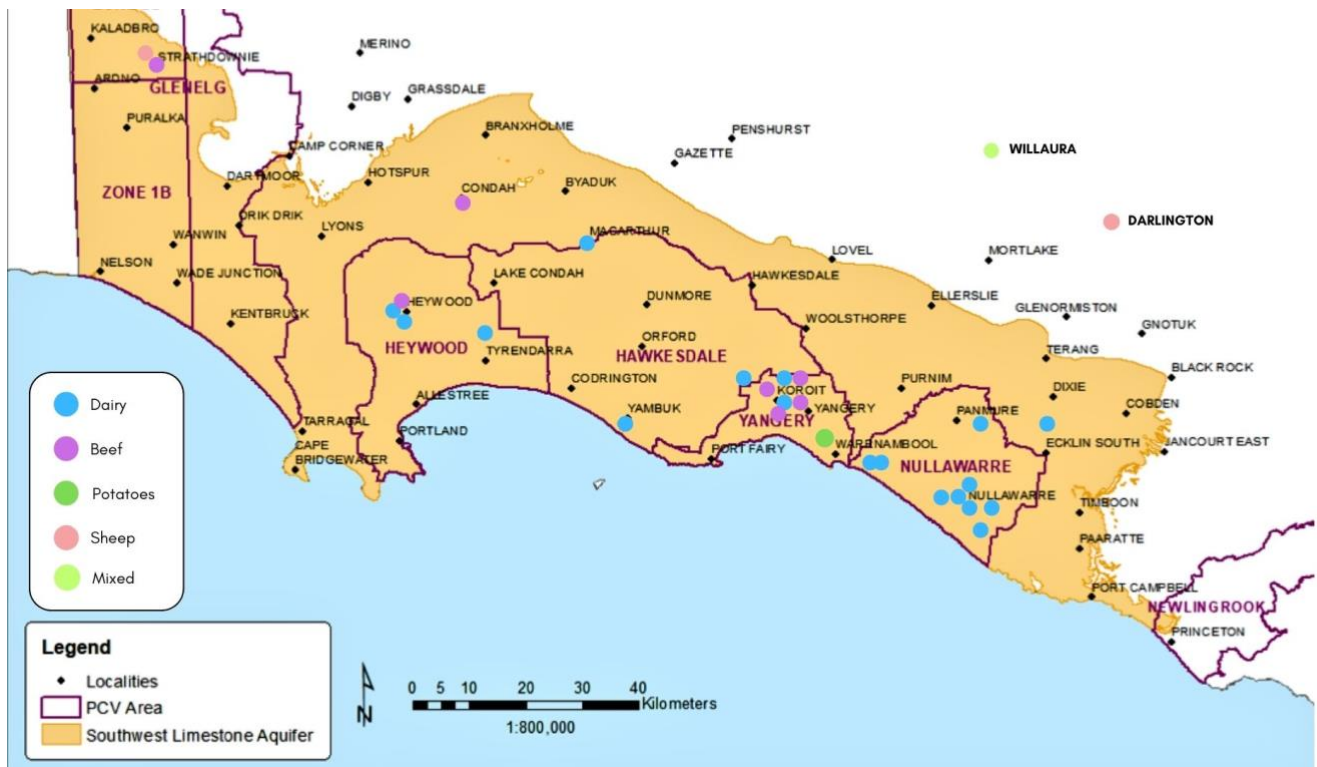 KALADBRO
MERINO
STRATHDOWNIE
ARDNO
GLENELG
DIGBY
GRASSDALE
PURALKA
BRANXHOLME
PENSHURST
CAMP CORNER
GAZETTE
WILLAURA
DARTMOOR
HOTSPUR
CONDAH
BYADUK
ZONE 1B
DRIK DRIK
DARLINGTON
LYONS
MACARTHUR
WANWIN
LOVEL
MORTLAKE
NELSON
WADE JUNCTION
LAKE CONDAH
HAWKESDALE
DUNMORE
ELLERSLIE
HEYWOOD
KENTBRUCK
WOOLSTHORPE
GLENORMISTON
GNOTUK
ORFORD
HEYWOOD
TYRENDARRA
HAWKESDALE
TERANG
BLACK ROCK
CODRINGTON
KOROIT
PURNIM
DIXIE
ALLESTREE
YAMBUK
YANGERY
YANGERY
PANMURE
COBDEN
TARRAGAL
PORTLAND
CAPE
BRIDGEWATER
PORT FAIRY
WARRNAMBOOL
ECKLIN SOUTH
JANCOURT EAST
NULLAWARRE
NULLAWARRE
TIMBOON
PAARATTE
PORT CAMPBELL
NEWLINGROOK
PRINCETON
Dairy
Beef
Potatoes
Sheep
Mixed
Legend
Localities
PCV Area
Southwest Limestone Aquifer
N
0 5 10 20 30 40
Kilometers
1:800,000